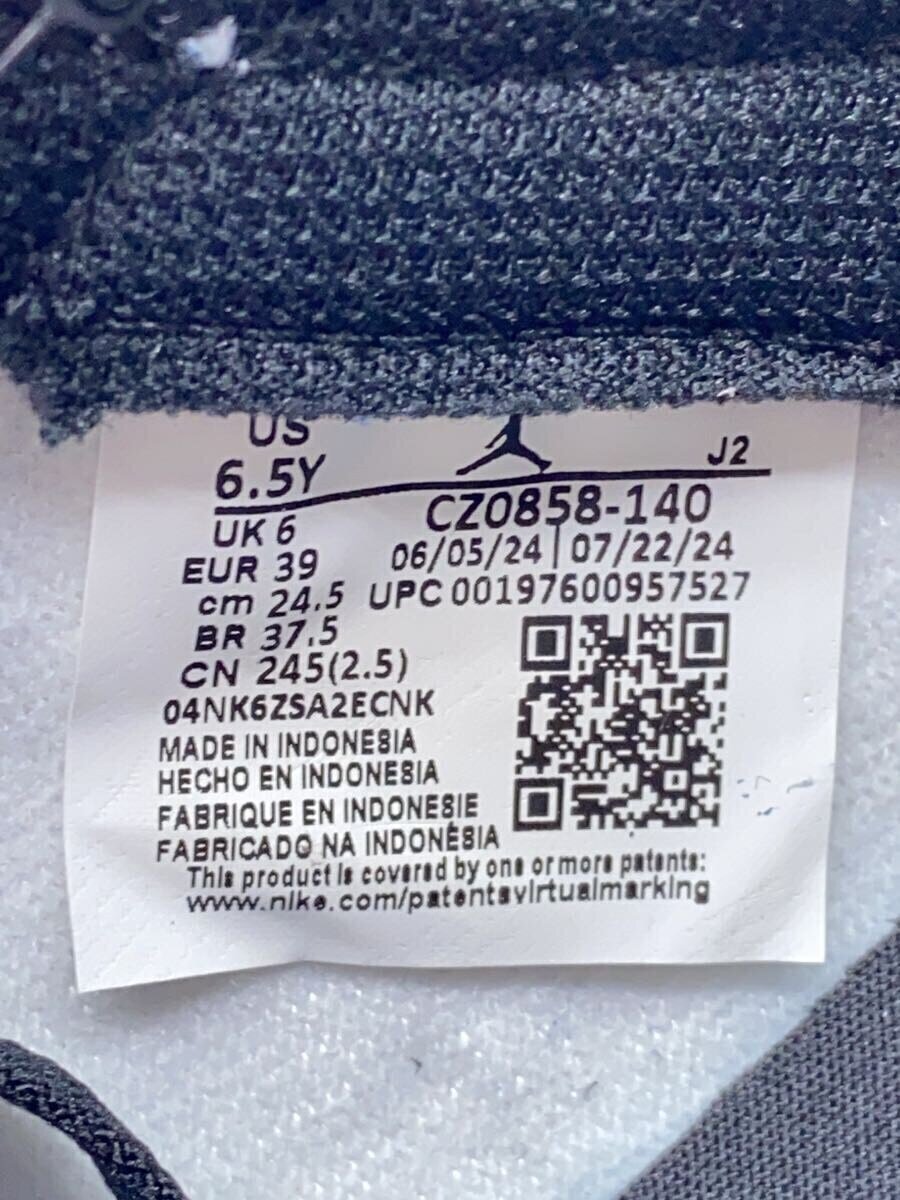 US
6.5Y
J2
UK 6
CZ0858-140
EUR 39
06/05/24 | 07/22/24
cm 24.5
UPC 00197600957527
BR 37.5
CN 245(2.5)
04NK6ZSA2ECNK
MADE IN INDONESIA
HECHO EN INDONESIA
FABRIQUE EN INDONESIE
FABRICADO NA INDONÉSIA
This product is covered by one or more patents:
www.nike.com/patentsvirtualmarking